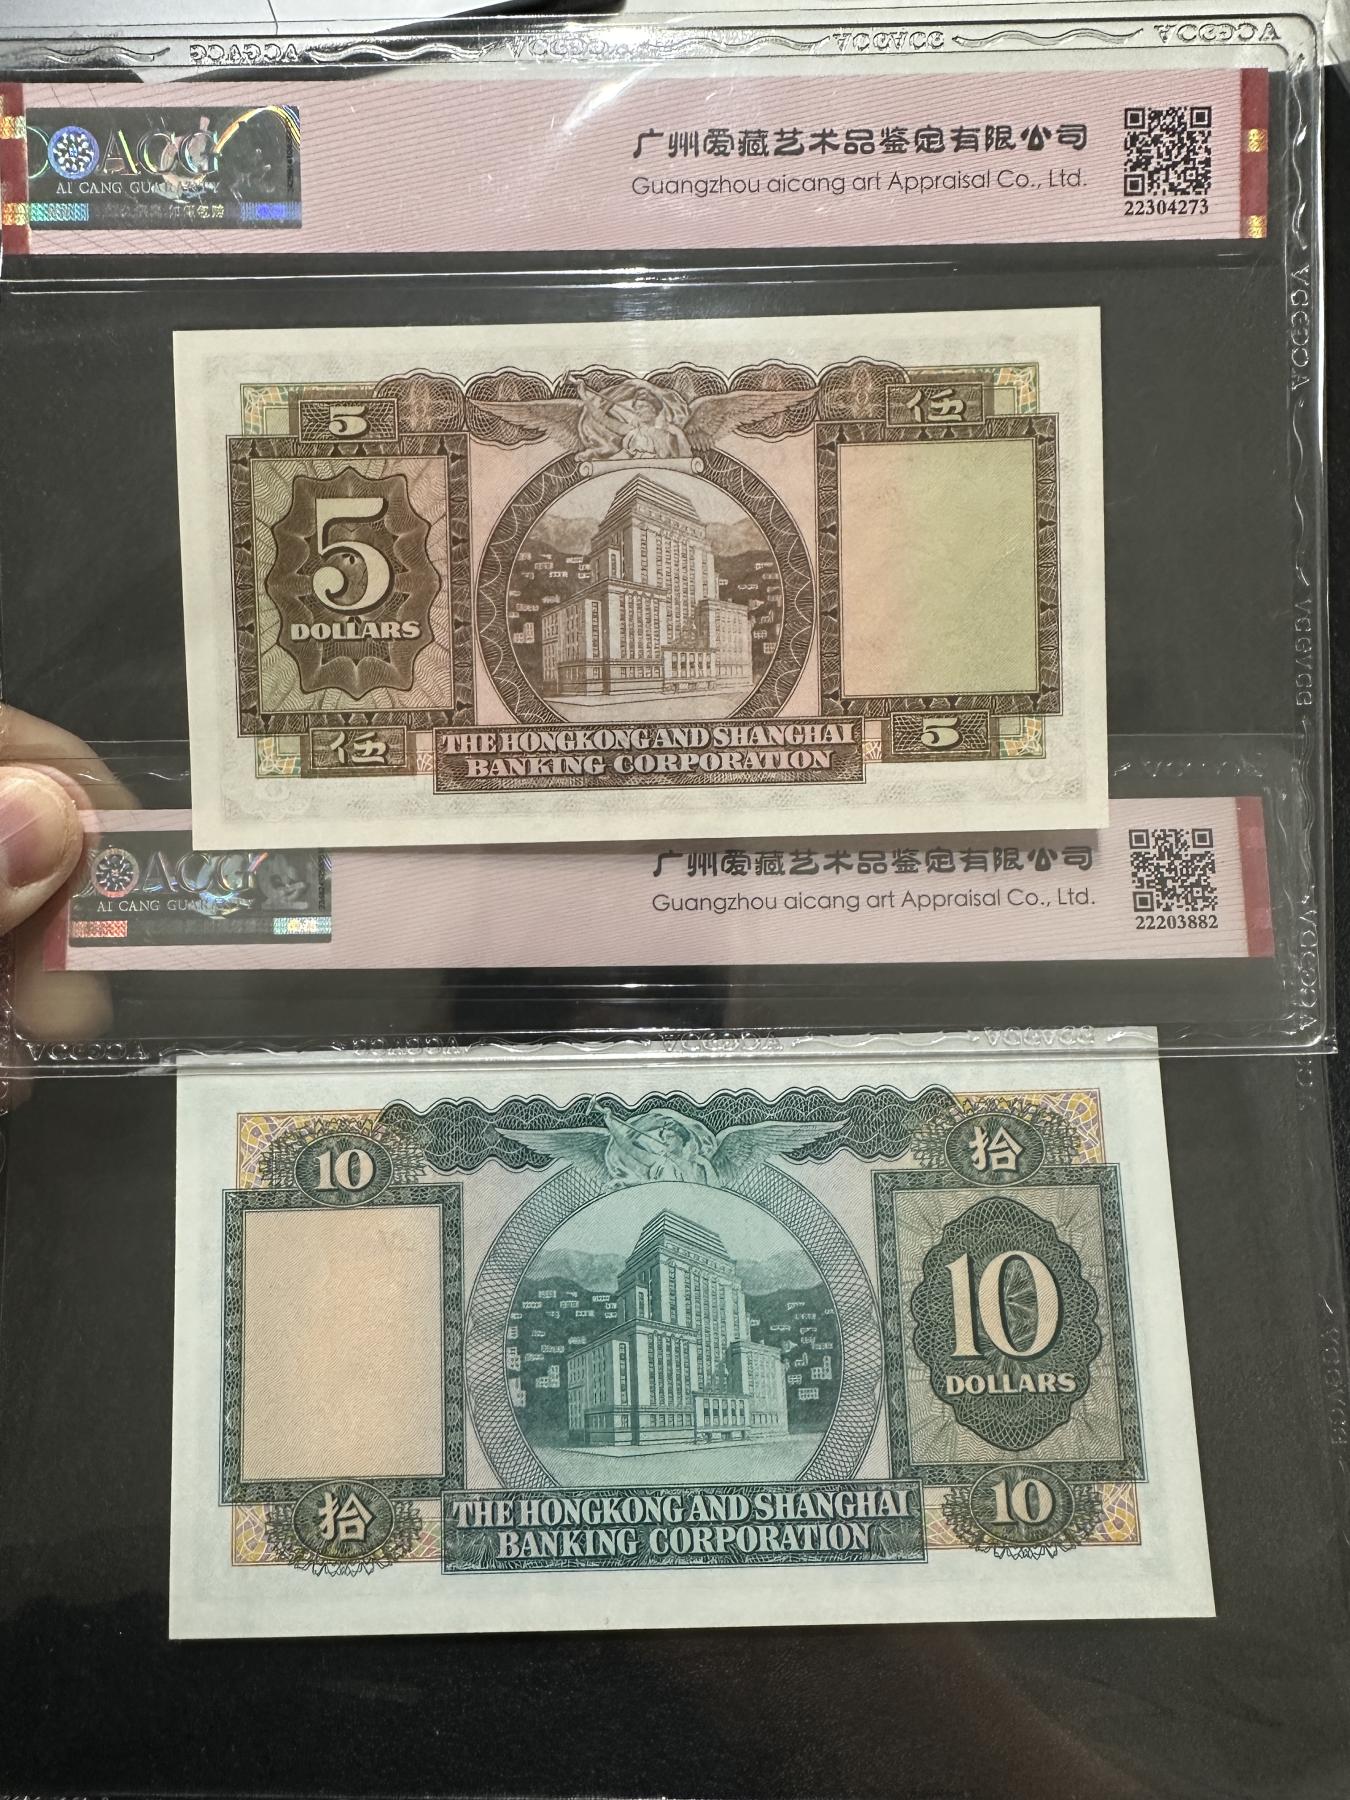 ACG
AI CANG GUARANTY
广州爱藏艺术品鉴定有限公司
Guangzhou aicang art Appraisal Co., Ltd.
22304273
5
伍
5
DOLLARS
伍
THE HONGKONG AND SHANGHAI
BANKING CORPORATION
5
ACG
AI CANG GUARANTY
广州爱藏艺术品鉴定有限公司
Guangzhou aicang art Appraisal Co., Ltd.
22203882
10
拾
10
DOLLARS
拾
THE HONGKONG AND SHANGHAI
BANKING CORPORATION
10